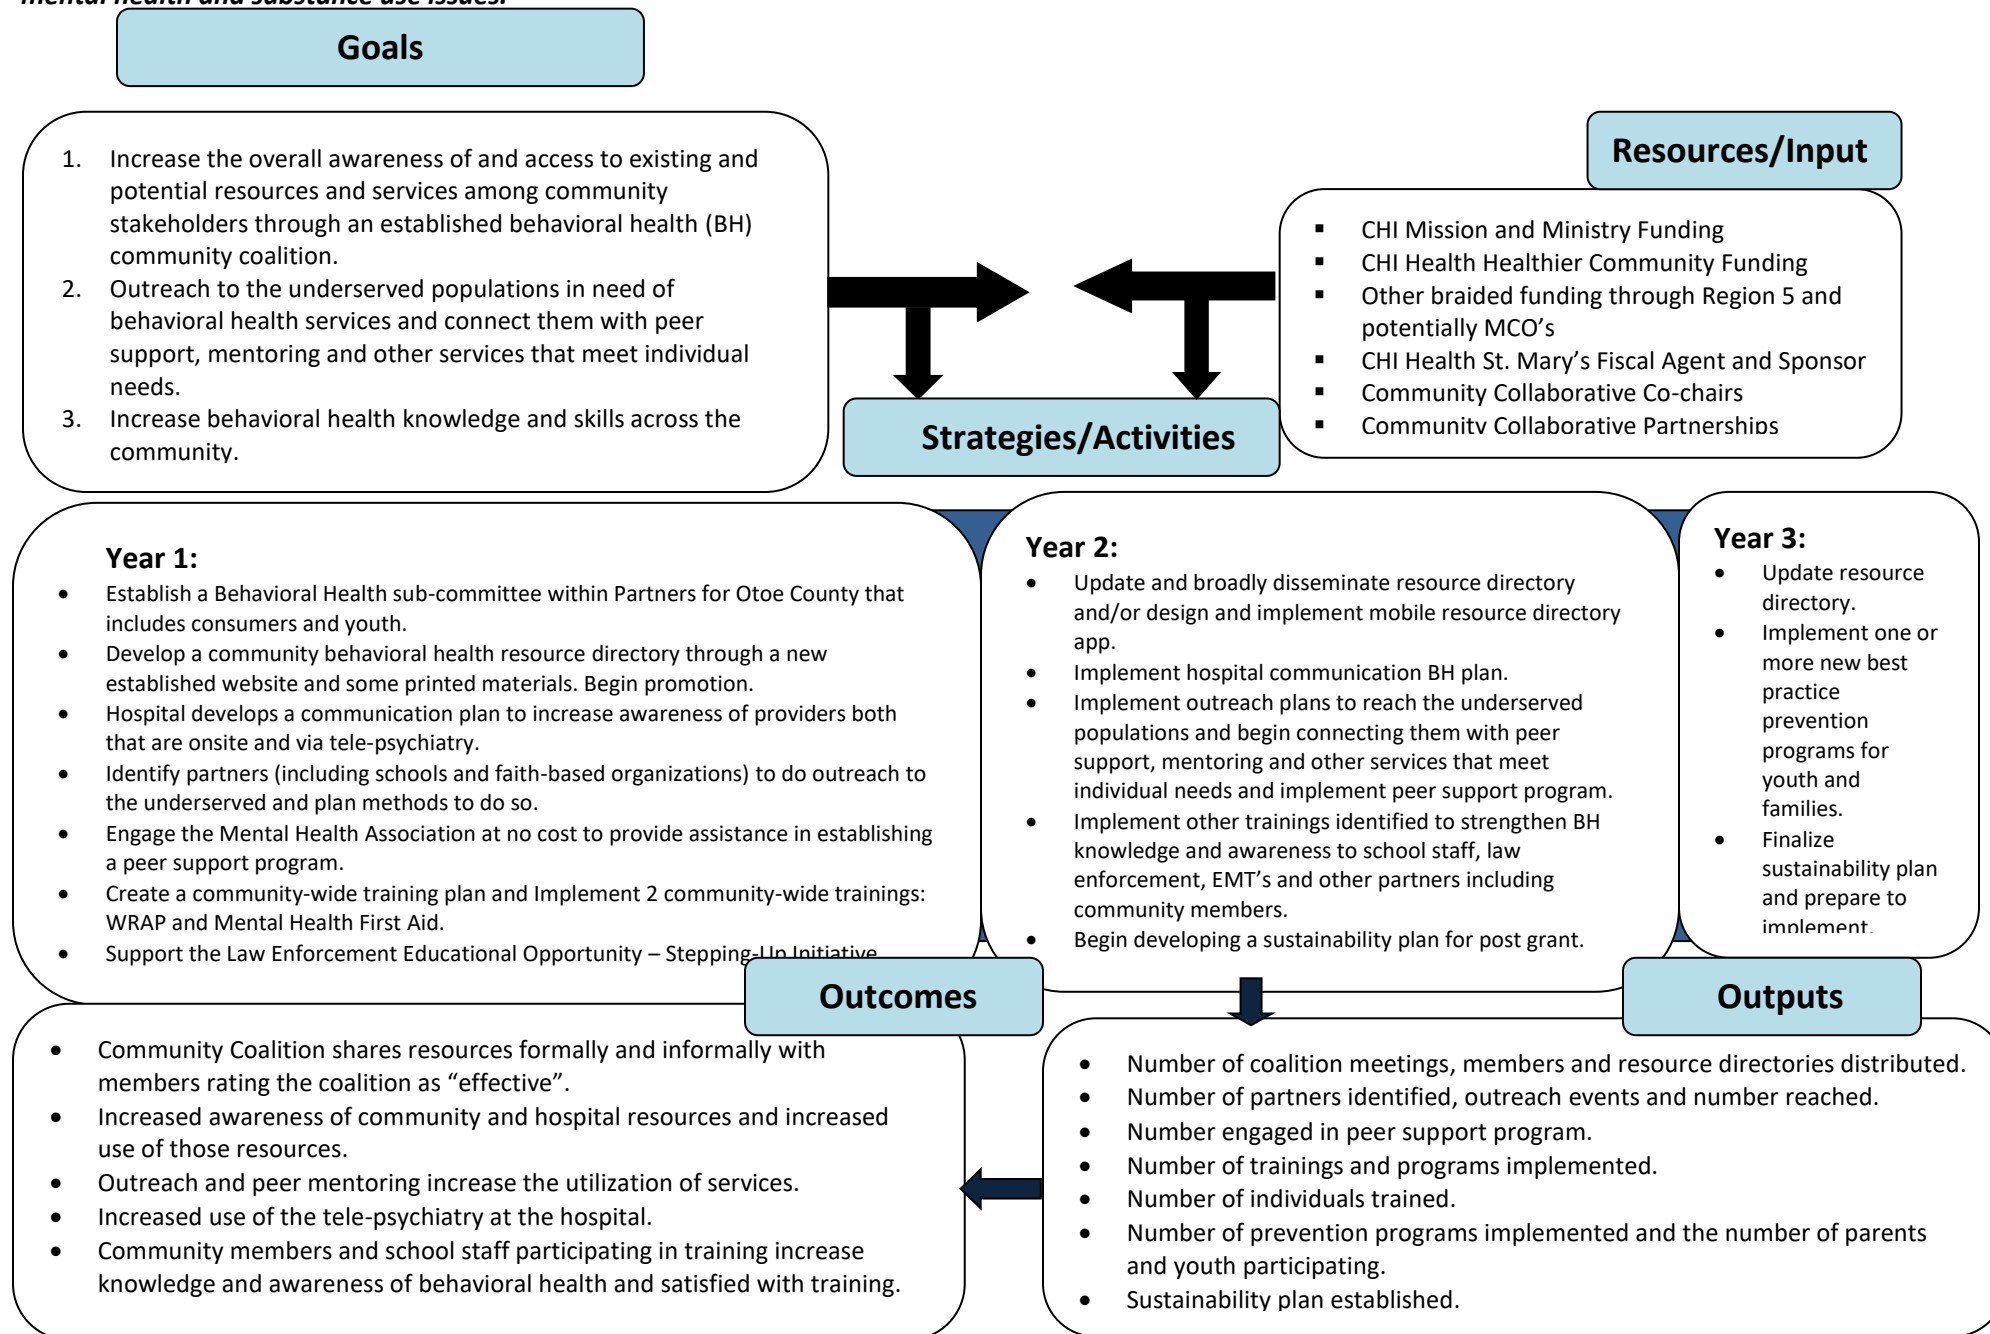 mental health and substance use issues.
Goals
1. Increase the overall awareness of and access to existing and
potential resources and services among community
stakeholders through an established behavioral health (BH)
community coalition.
2. Outreach to the underserved populations in need of
behavioral health services and connect them with peer
support, mentoring and other services that meet individual
needs.
3. Increase behavioral health knowledge and skills across the
community.
Resources/Input
▪ CHI Mission and Ministry Funding
▪ CHI Health Healthier Community Funding
▪ Other braided funding through Region 5 and
potentially MCO’s
▪ CHI Health St. Mary’s Fiscal Agent and Sponsor
▪ Community Collaborative Co-chairs
▪ Community Collaborative Partnerships
Strategies/Activities
Year 1:
• Establish a Behavioral Health sub-committee within Partners for Otoe County that
includes consumers and youth.
• Develop a community behavioral health resource directory through a new
established website and some printed materials. Begin promotion.
• Hospital develops a communication plan to increase awareness of providers both
that are onsite and via tele-psychiatry.
• Identify partners (including schools and faith-based organizations) to do outreach to
the underserved and plan methods to do so.
• Engage the Mental Health Association at no cost to provide assistance in establishing
a peer support program.
• Create a community-wide training plan and Implement 2 community-wide trainings:
WRAP and Mental Health First Aid.
• Support the Law Enforcement Educational Opportunity – Stepping-Up Initiative
Year 2:
• Update and broadly disseminate resource directory
and/or design and implement mobile resource directory
app.
• Implement hospital communication BH plan.
• Implement outreach plans to reach the underserved
populations and begin connecting them with peer
support, mentoring and other services that meet
individual needs and implement peer support program.
• Implement other trainings identified to strengthen BH
knowledge and awareness to school staff, law
enforcement, EMT’s and other partners including
community members.
• Begin developing a sustainability plan for post grant.
Year 3:
• Update resource
directory.
• Implement one or
more new best
practice
prevention
programs for
youth and
families.
• Finalize
sustainability plan
and prepare to
implement.
Outcomes
• Community Coalition shares resources formally and informally with
members rating the coalition as “effective”.
• Increased awareness of community and hospital resources and increased
use of those resources.
• Outreach and peer mentoring increase the utilization of services.
• Increased use of the tele-psychiatry at the hospital.
• Community members and school staff participating in training increase
knowledge and awareness of behavioral health and satisfied with training.
Outputs
• Number of coalition meetings, members and resource directories distributed.
• Number of partners identified, outreach events and number reached.
• Number engaged in peer support program.
• Number of trainings and programs implemented.
• Number of individuals trained.
• Number of prevention programs implemented and the number of parents
and youth participating.
• Sustainability plan established.